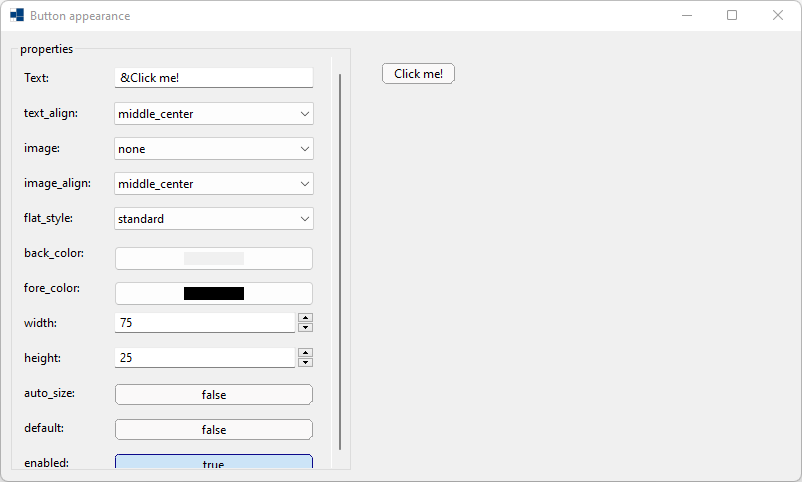 Button appearance
properties
Text: &Click me!
text_align: middle_center
image: none
image_align: middle_center
flat_style: standard
back_color:
fore_color:
width: 75
height: 25
auto_size: false
default: false
enabled: true
Click me!